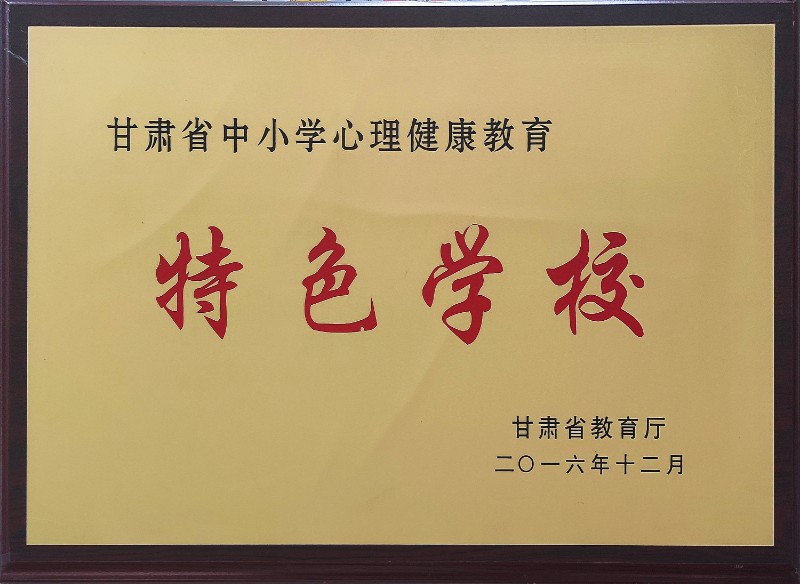 甘肃省中小学心理健康教育
特色学校
甘肃省教育厅
二〇一六年十二月